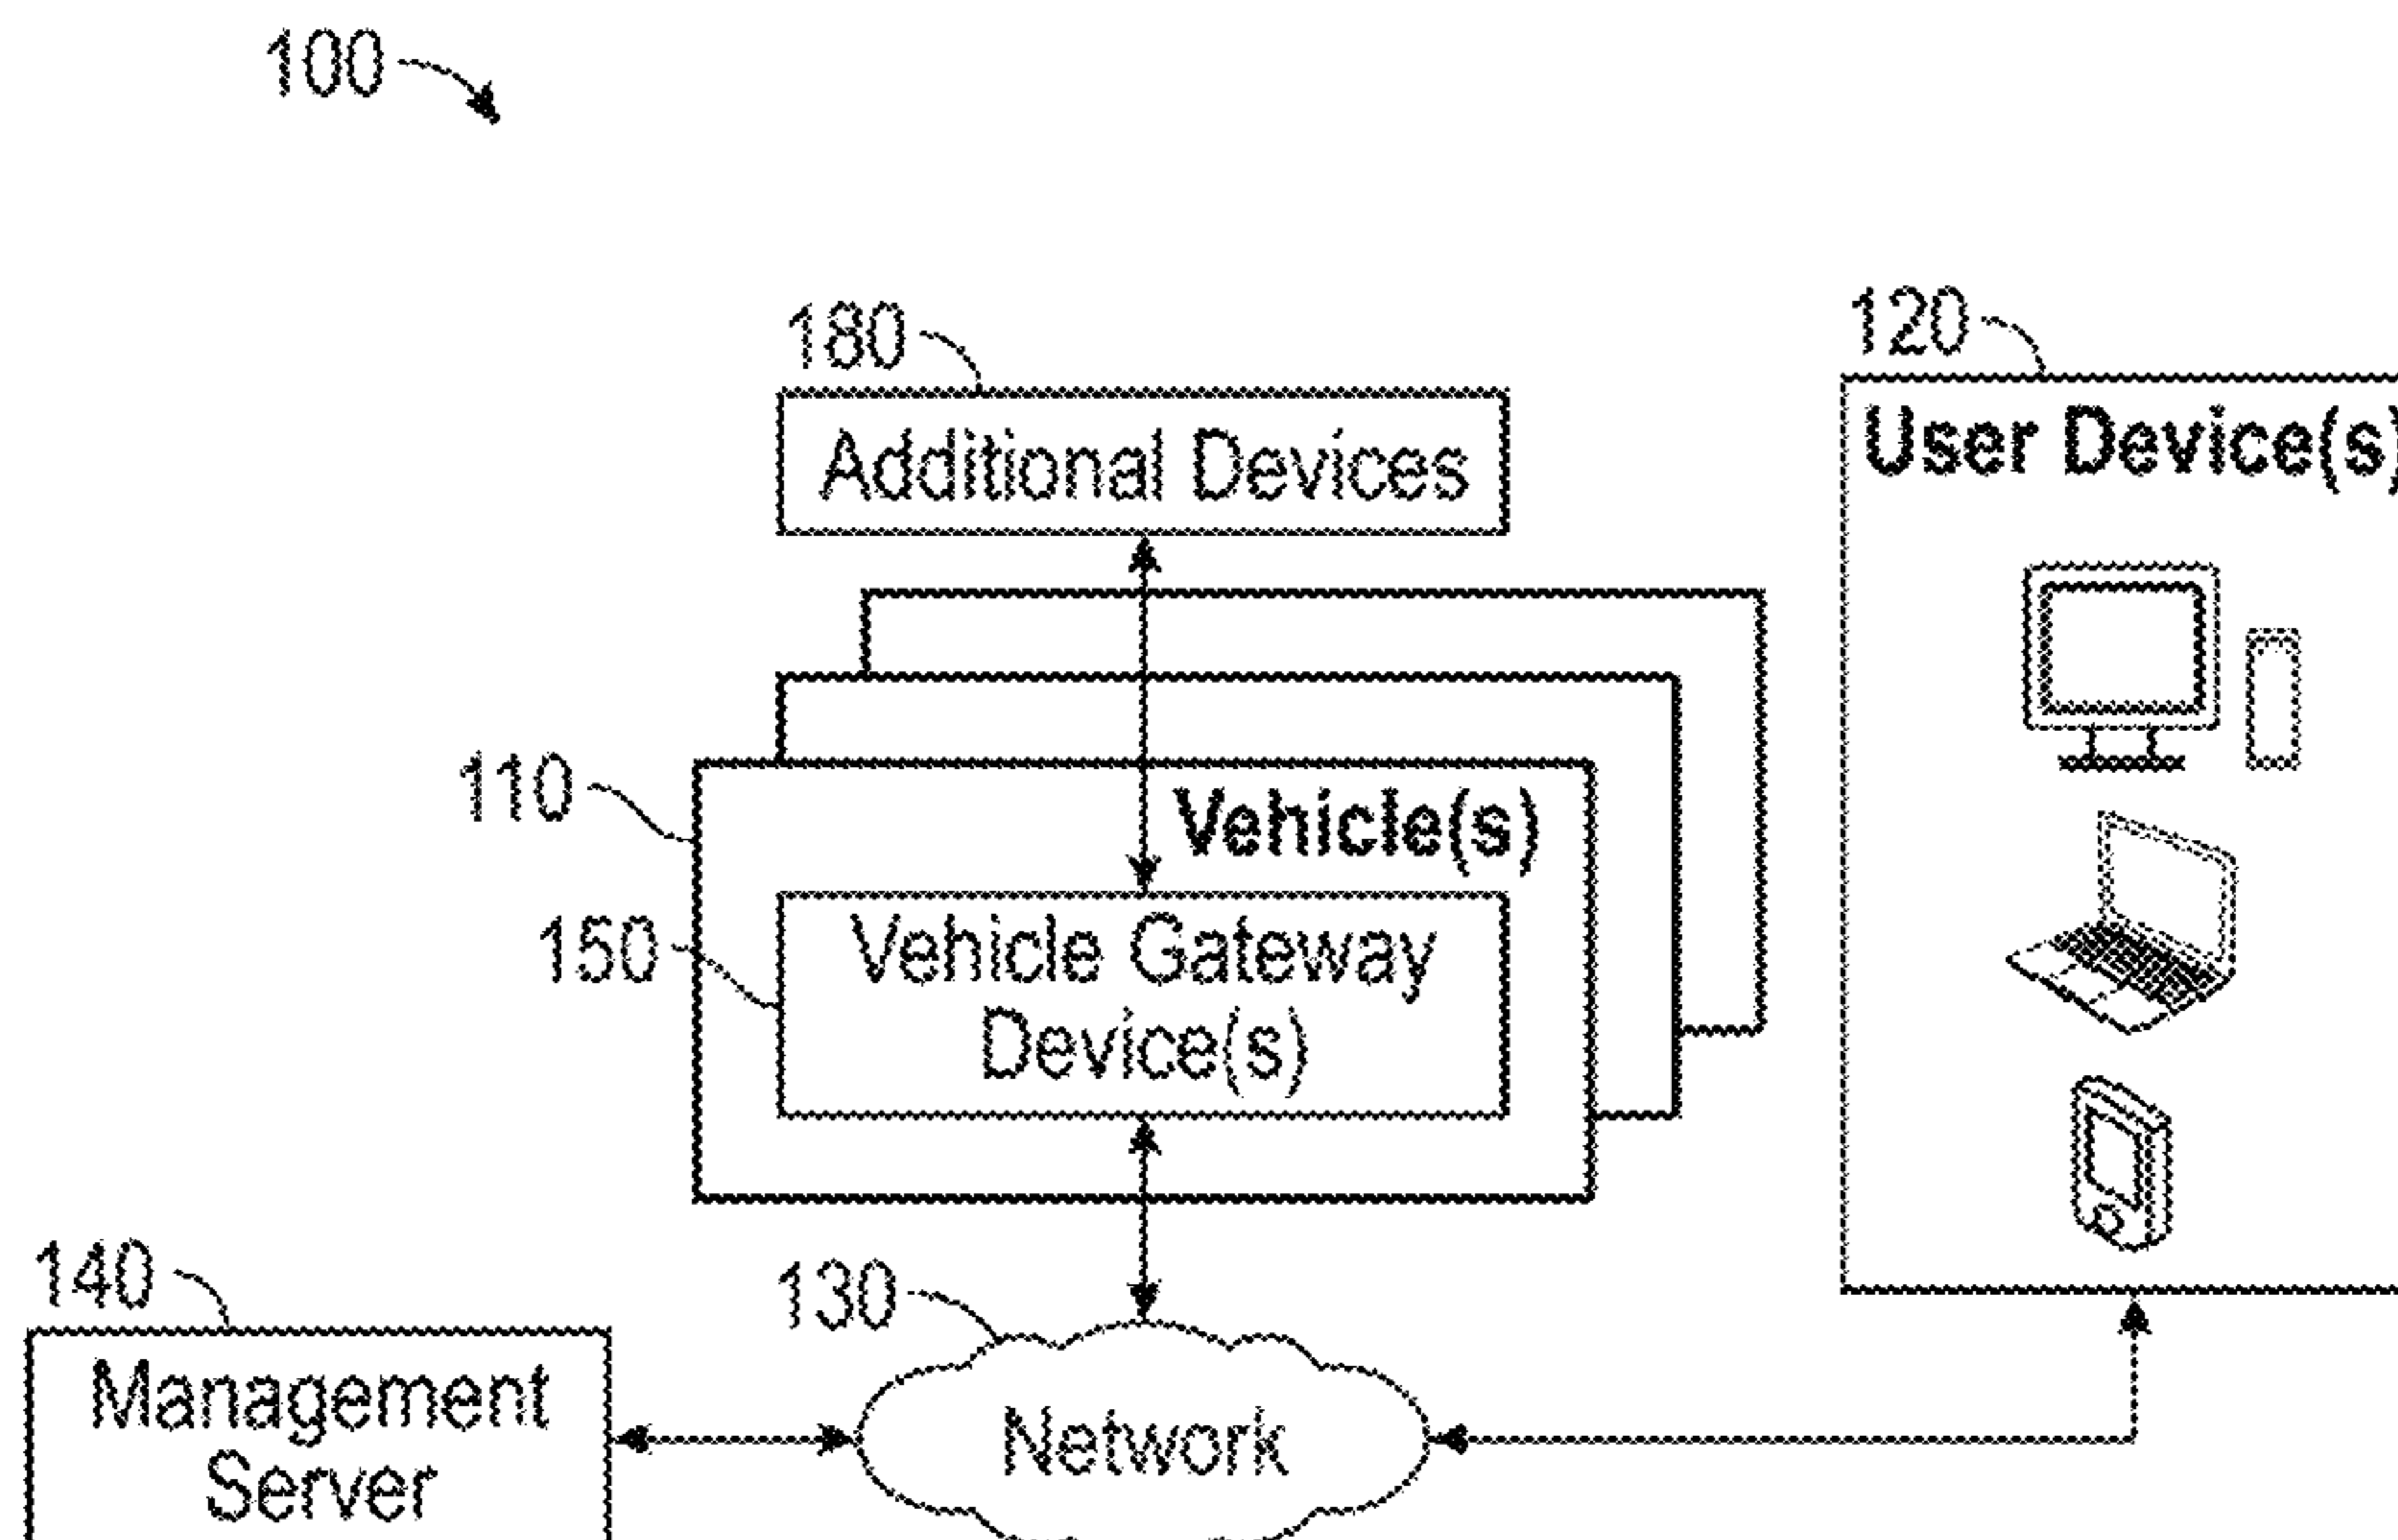 100
180
Additional Devices
120
User Device(s)
110
Vehicle(s)
150
Vehicle Gateway
Device(s)
140
Management
Server
130
Network